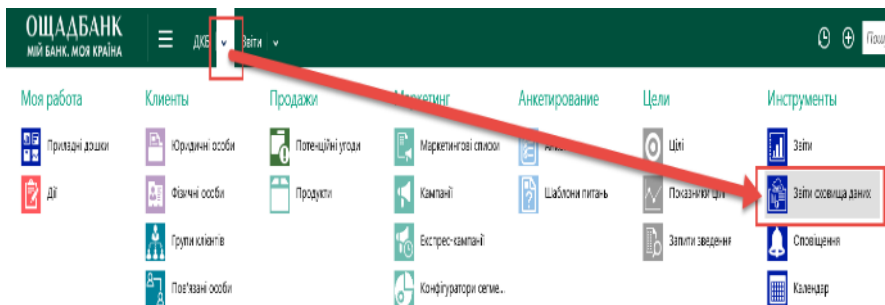 ОЩАДБАНК
МІЙ БАНК. МОЯ КРАЇНА
ДКБ Звіти
Моя работа Клиенты Продажи Маркетинг Анкетирование Цели Инструменты
Приладні дошки Юридичні особи Потенційні угоди Маркетингові списки Цілі Звіти
Дії Фізичні особи Продукти Кампанії Шаблони питань Показники цілі Звіти сховища даних
Групи клієнтів Експрес-кампанії Запити зведення Сповіщення
Пов'язані особи Конфігуратори сегме... Календар